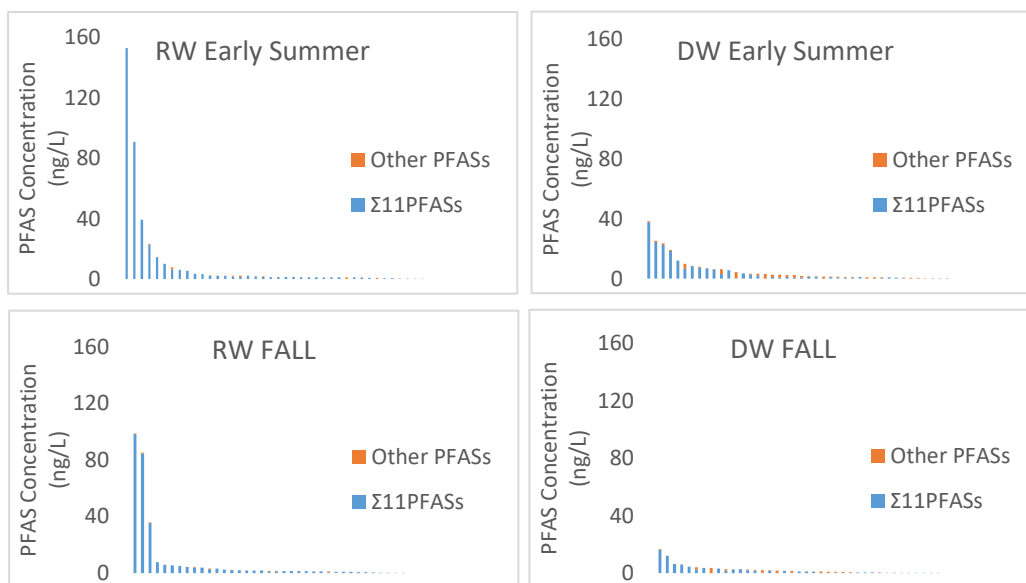 RW Early Summer
PFAS Concentration
(ng/L)
160
120
80
40
0
Other PFASs
Σ11PFASs
DW Early Summer
PFAS Concentration
(ng/L)
160
120
80
40
0
Other PFASs
Σ11PFASs
RW FALL
PFAS Concentration
(ng/L)
160
120
80
40
0
Other PFASs
Σ11PFASs
DW FALL
PFAS Concentration
(ng/L)
160
120
80
40
0
Other PFASs
Σ11PFASs